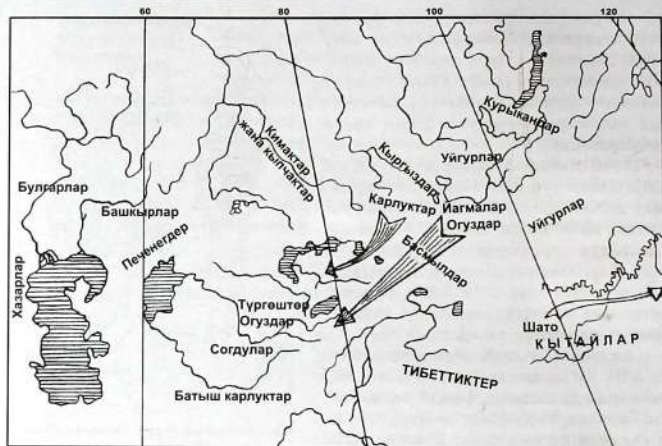 60
80
100
120
Курыкандар
Кимактар
жана кыпчактар
Кыргыздар
Уйгурлар
Булгарлар
Башкырлар
Карлуктар
Йагмалар
Огуздар
Уйгурлар
Печенегдер
Басмылдар
Хазарлар
Түргөштөр
Огуздар
Шато
КЫТАЙЛАР
Согдулар
ТИБЕТТИКТЕР
Батыш карлуктар